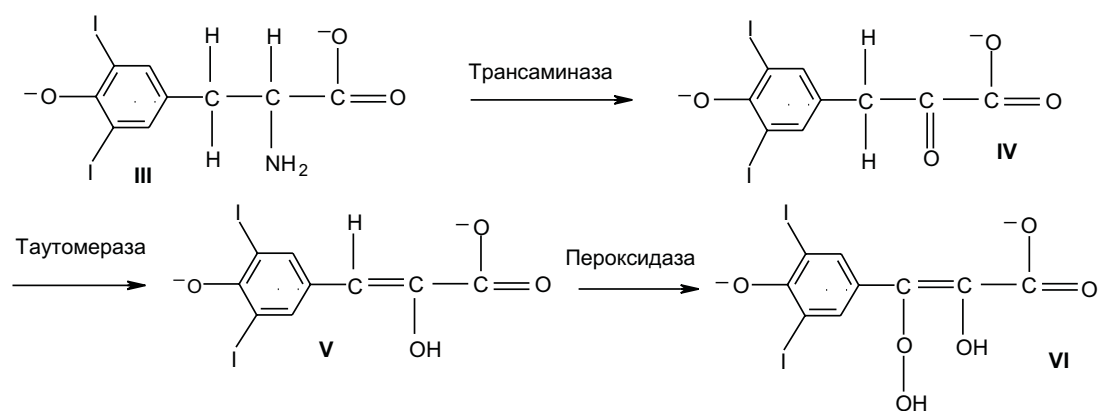 I H H ⁻O
⁻O C C C O
H NH₂
I
III
Трансаминаза
I H ⁻O
⁻O C C C O
H O
I
IV
Таутомераза
I H ⁻O
⁻O C C C O
I OH
V
Пероксидаза
I ⁻O
⁻O C C C O
I O OH
OH
VI